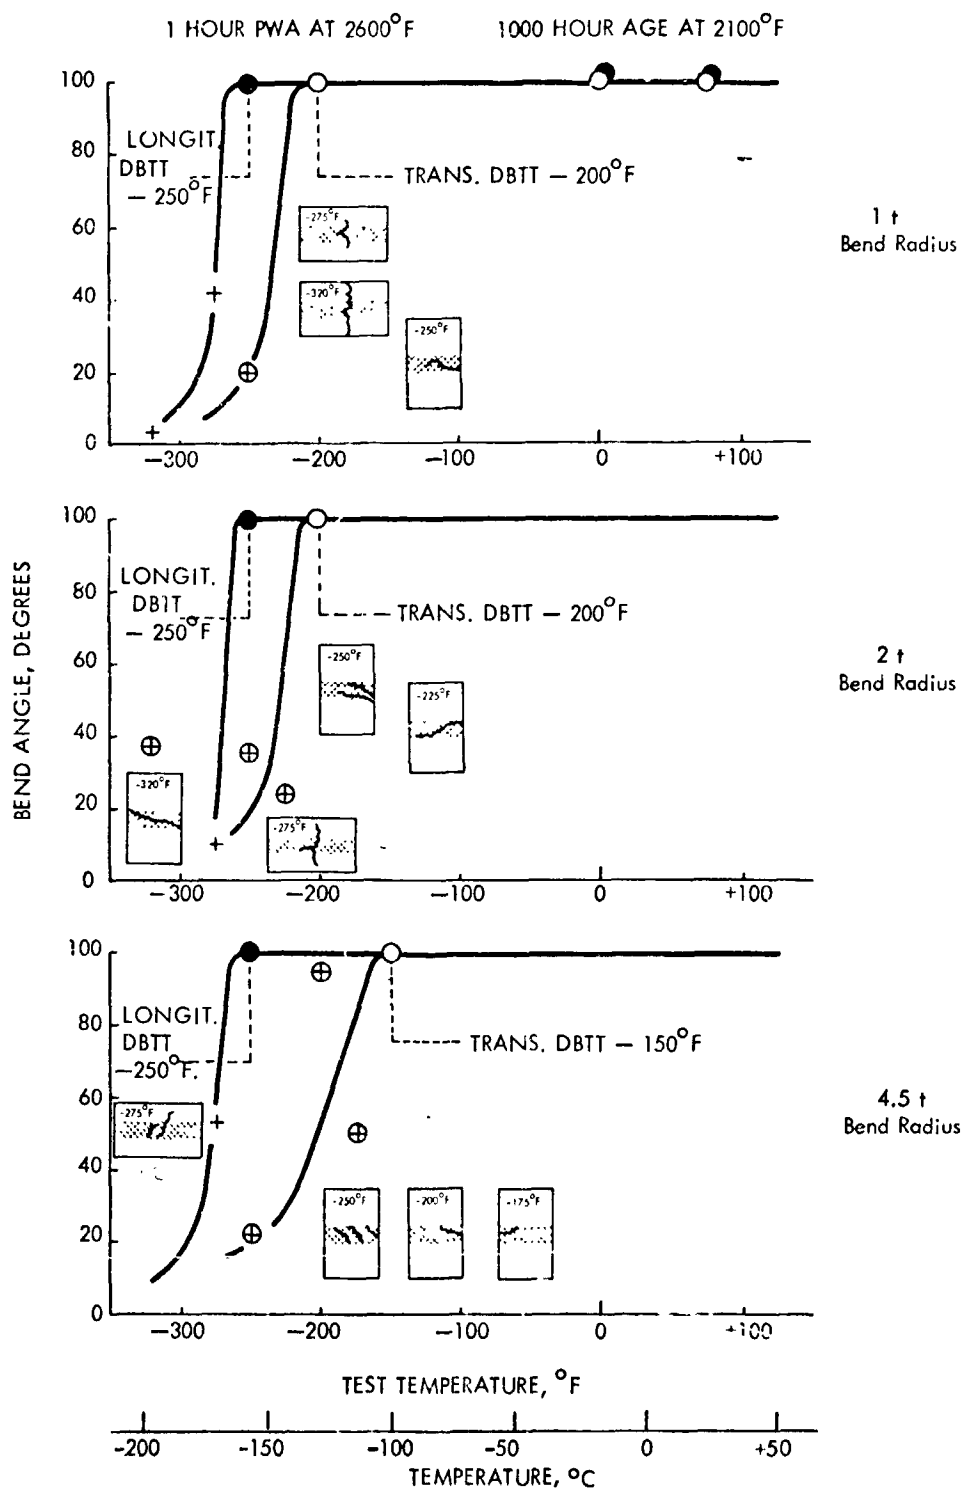 1 HOUR PWA AT 2600°F 1000 HOUR AGE AT 2100°F
100
80
60
40
20
0
LONGIT.
DBTT
— 250°F
TRANS. DBTT — 200°F
-275°F
-320°F
-250°F
1 t
Bend Radius
—300 —200 —100 0 +100
BEND ANGLE, DEGREES
100
80
60
40
20
0
LONGIT.
DBTT
— 250°F
TRANS. DBTT — 200°F
-250°F
-225°F
-320°F
-275°F
2 t
Bend Radius
—300 —200 —100 0 +100
100
80
60
40
20
0
LONGIT.
DBTT
—250°F.
TRANS. DBTT — 150°F
-275°F
-250°F -200°F -175°F
4.5 t
Bend Radius
—300 —200 —100 0 +100
TEST TEMPERATURE, °F
-200 -150 -100 -50 0 +50
TEMPERATURE, °C